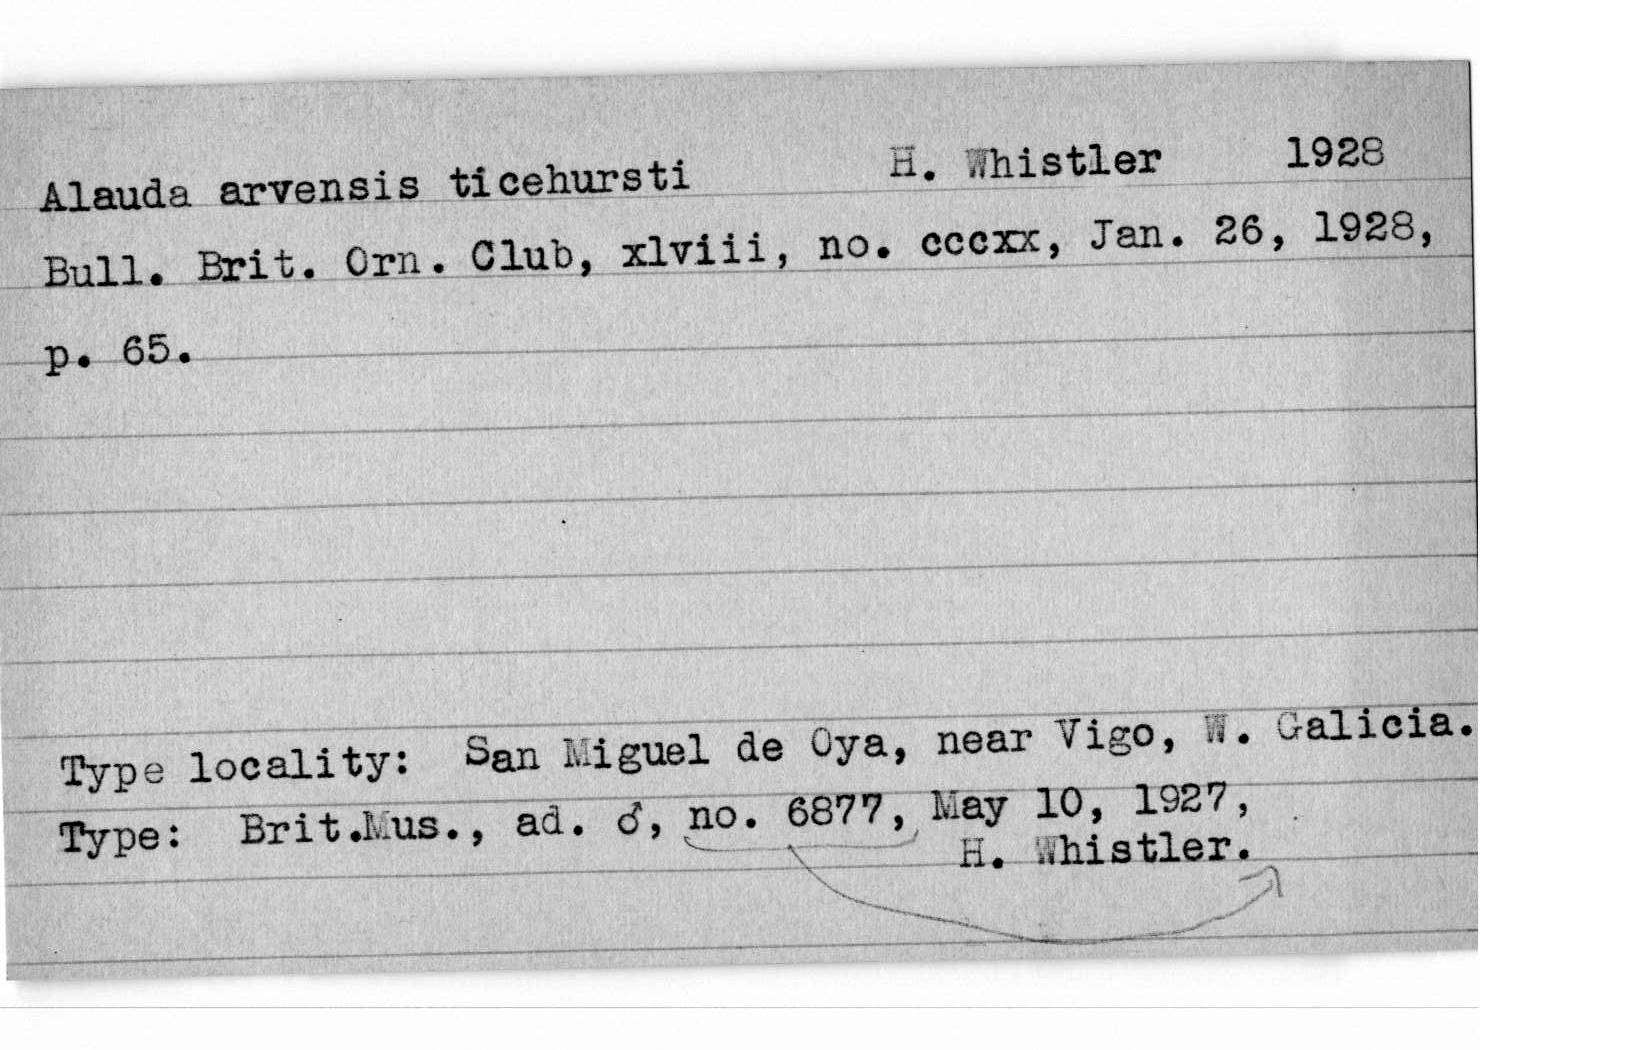 Alauda arvensis ticehursti H. Whistler 1928
Bull. Brit. Orn. Club, xlviii, no. cccxx, Jan. 26, 1928,
p. 65.
Type locality: San Miguel de Oya, near Vigo, W. Galicia.
Type: Brit.Mus., ad. ♂, no. 6877, May 10, 1927,
H. Whistler.